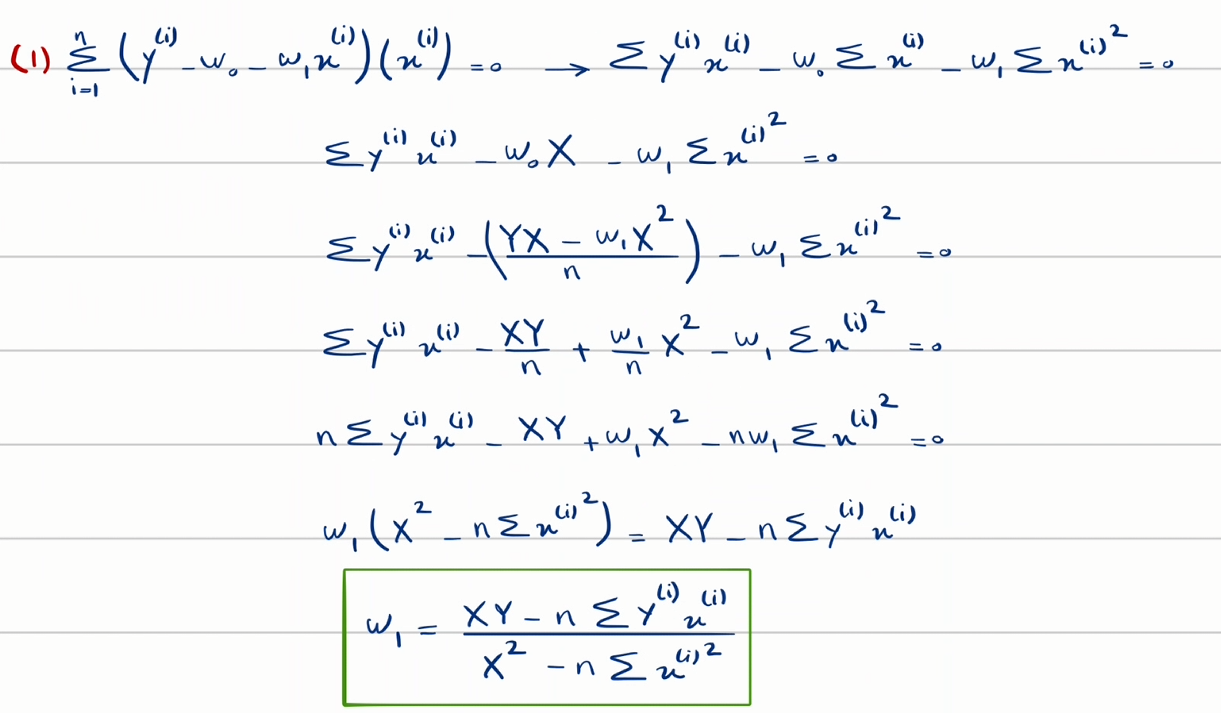 (1) $\sum_{i=1}^{n} (y^{(i)} - w_0 - w_1 x^{(i)})(x^{(i)}) = 0 \rightarrow \sum y^{(i)} x^{(i)} - w_0 \sum x^{(i)} - w_1 \sum x^{(i)^2} = 0$
$\sum y^{(i)} x^{(i)} - w_0 X - w_1 \sum x^{(i)^2} = 0$
$\sum y^{(i)} x^{(i)} - \left(\frac{YX - w_1 X^2}{n}\right) - w_1 \sum x^{(i)^2} = 0$
$\sum y^{(i)} x^{(i)} - \frac{XY}{n} + \frac{w_1}{n} X^2 - w_1 \sum x^{(i)^2} = 0$
$n \sum y^{(i)} x^{(i)} - XY + w_1 X^2 - n w_1 \sum x^{(i)^2} = 0$
$w_1 (X^2 - n \sum x^{(i)^2}) = XY - n \sum y^{(i)} x^{(i)}$
$w_1 = \frac{XY - n \sum y^{(i)} x^{(i)}}{X^2 - n \sum x^{(i)^2}}$